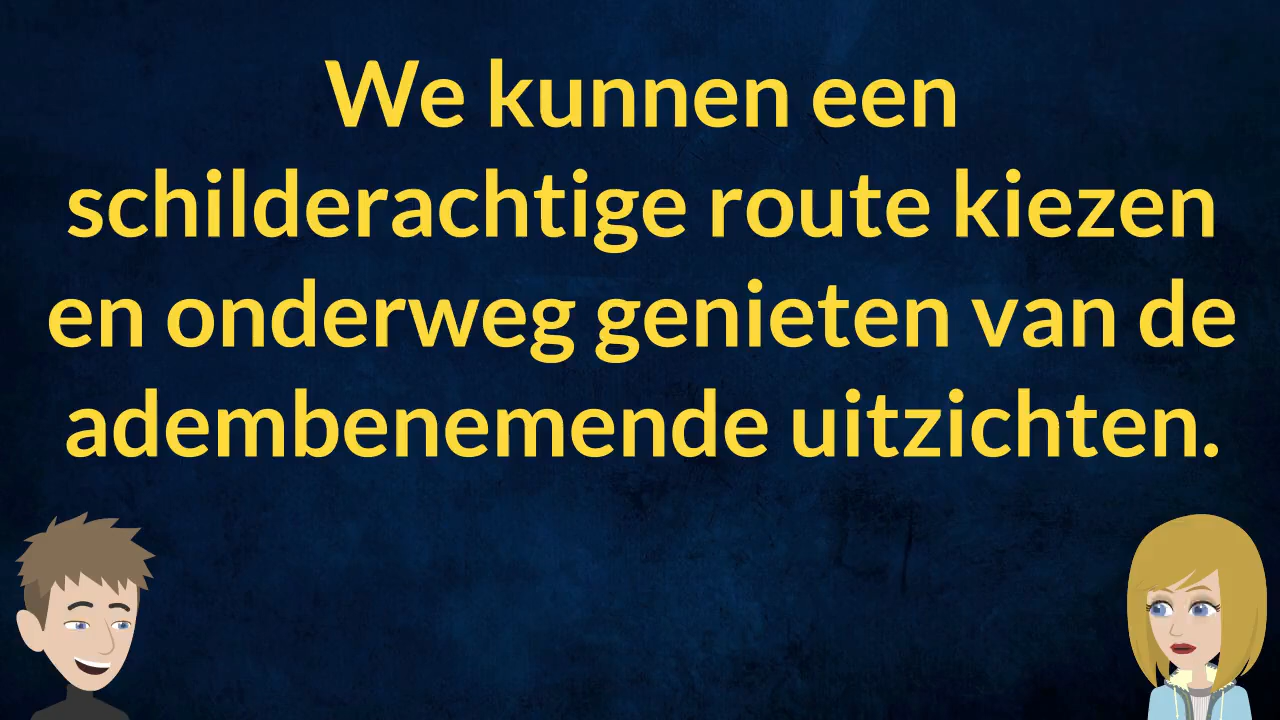 We kunnen een
schilderachtige route kiezen
en onderweg genieten van de
adembenemende uitzichten.